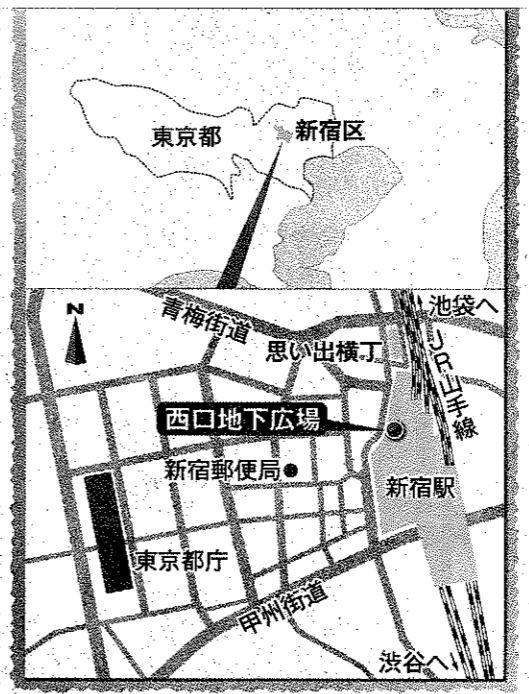 東京都
新宿区
N
青梅街道
池袋へ
思い出横丁
JR山手線
西口地下広場
新宿郵便局
新宿駅
東京都庁
甲州街道
渋谷へ